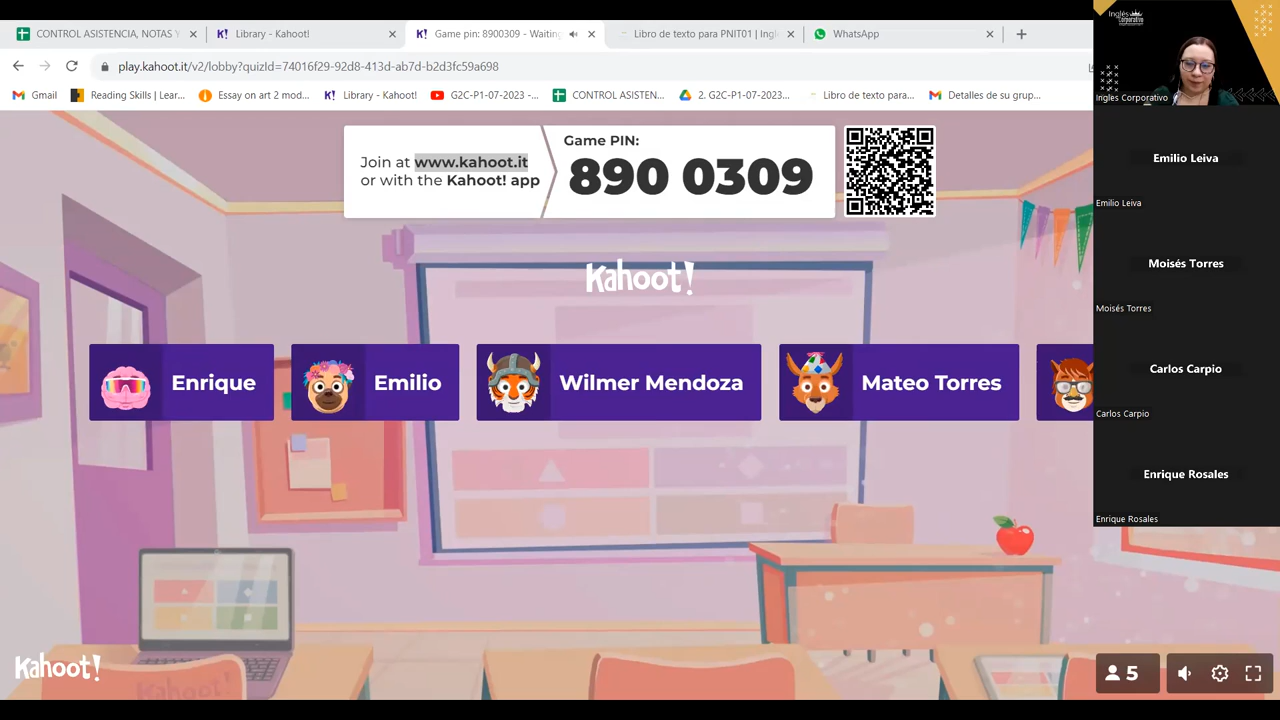 CONTROL ASISTENCIA, NOTAS Y
Library - Kahoot!
Game pin: 8900309 - Waiting
Libro de texto para PNIT01 | Ingl
WhatsApp
play.kahoot.it/v2/lobby?quizId=74016f29-92d8-413d-ab7d-b2d3fc59a698
Gmail
Reading Skills | Lear...
Essay on art 2 mod...
Library - Kahoot!
G2C-P1-07-2023 -...
CONTROL ASISTEN...
2. G2C-P1-07-2023...
Libro de texto para...
Detalles de su grup...
Join at www.kahoot.it
or with the Kahoot! app
Game PIN:
890 0309
Kahoot!
Enrique
Emilio
Wilmer Mendoza
Mateo Torres
Kahoot!
Kahoot!
5
Inglés
Corporativo
Ingles Corporativo
Emilio Leiva
Emilio Leiva
Moisés Torres
Moisés Torres
Carlos Carpio
Carlos Carpio
Enrique Rosales
Enrique Rosales